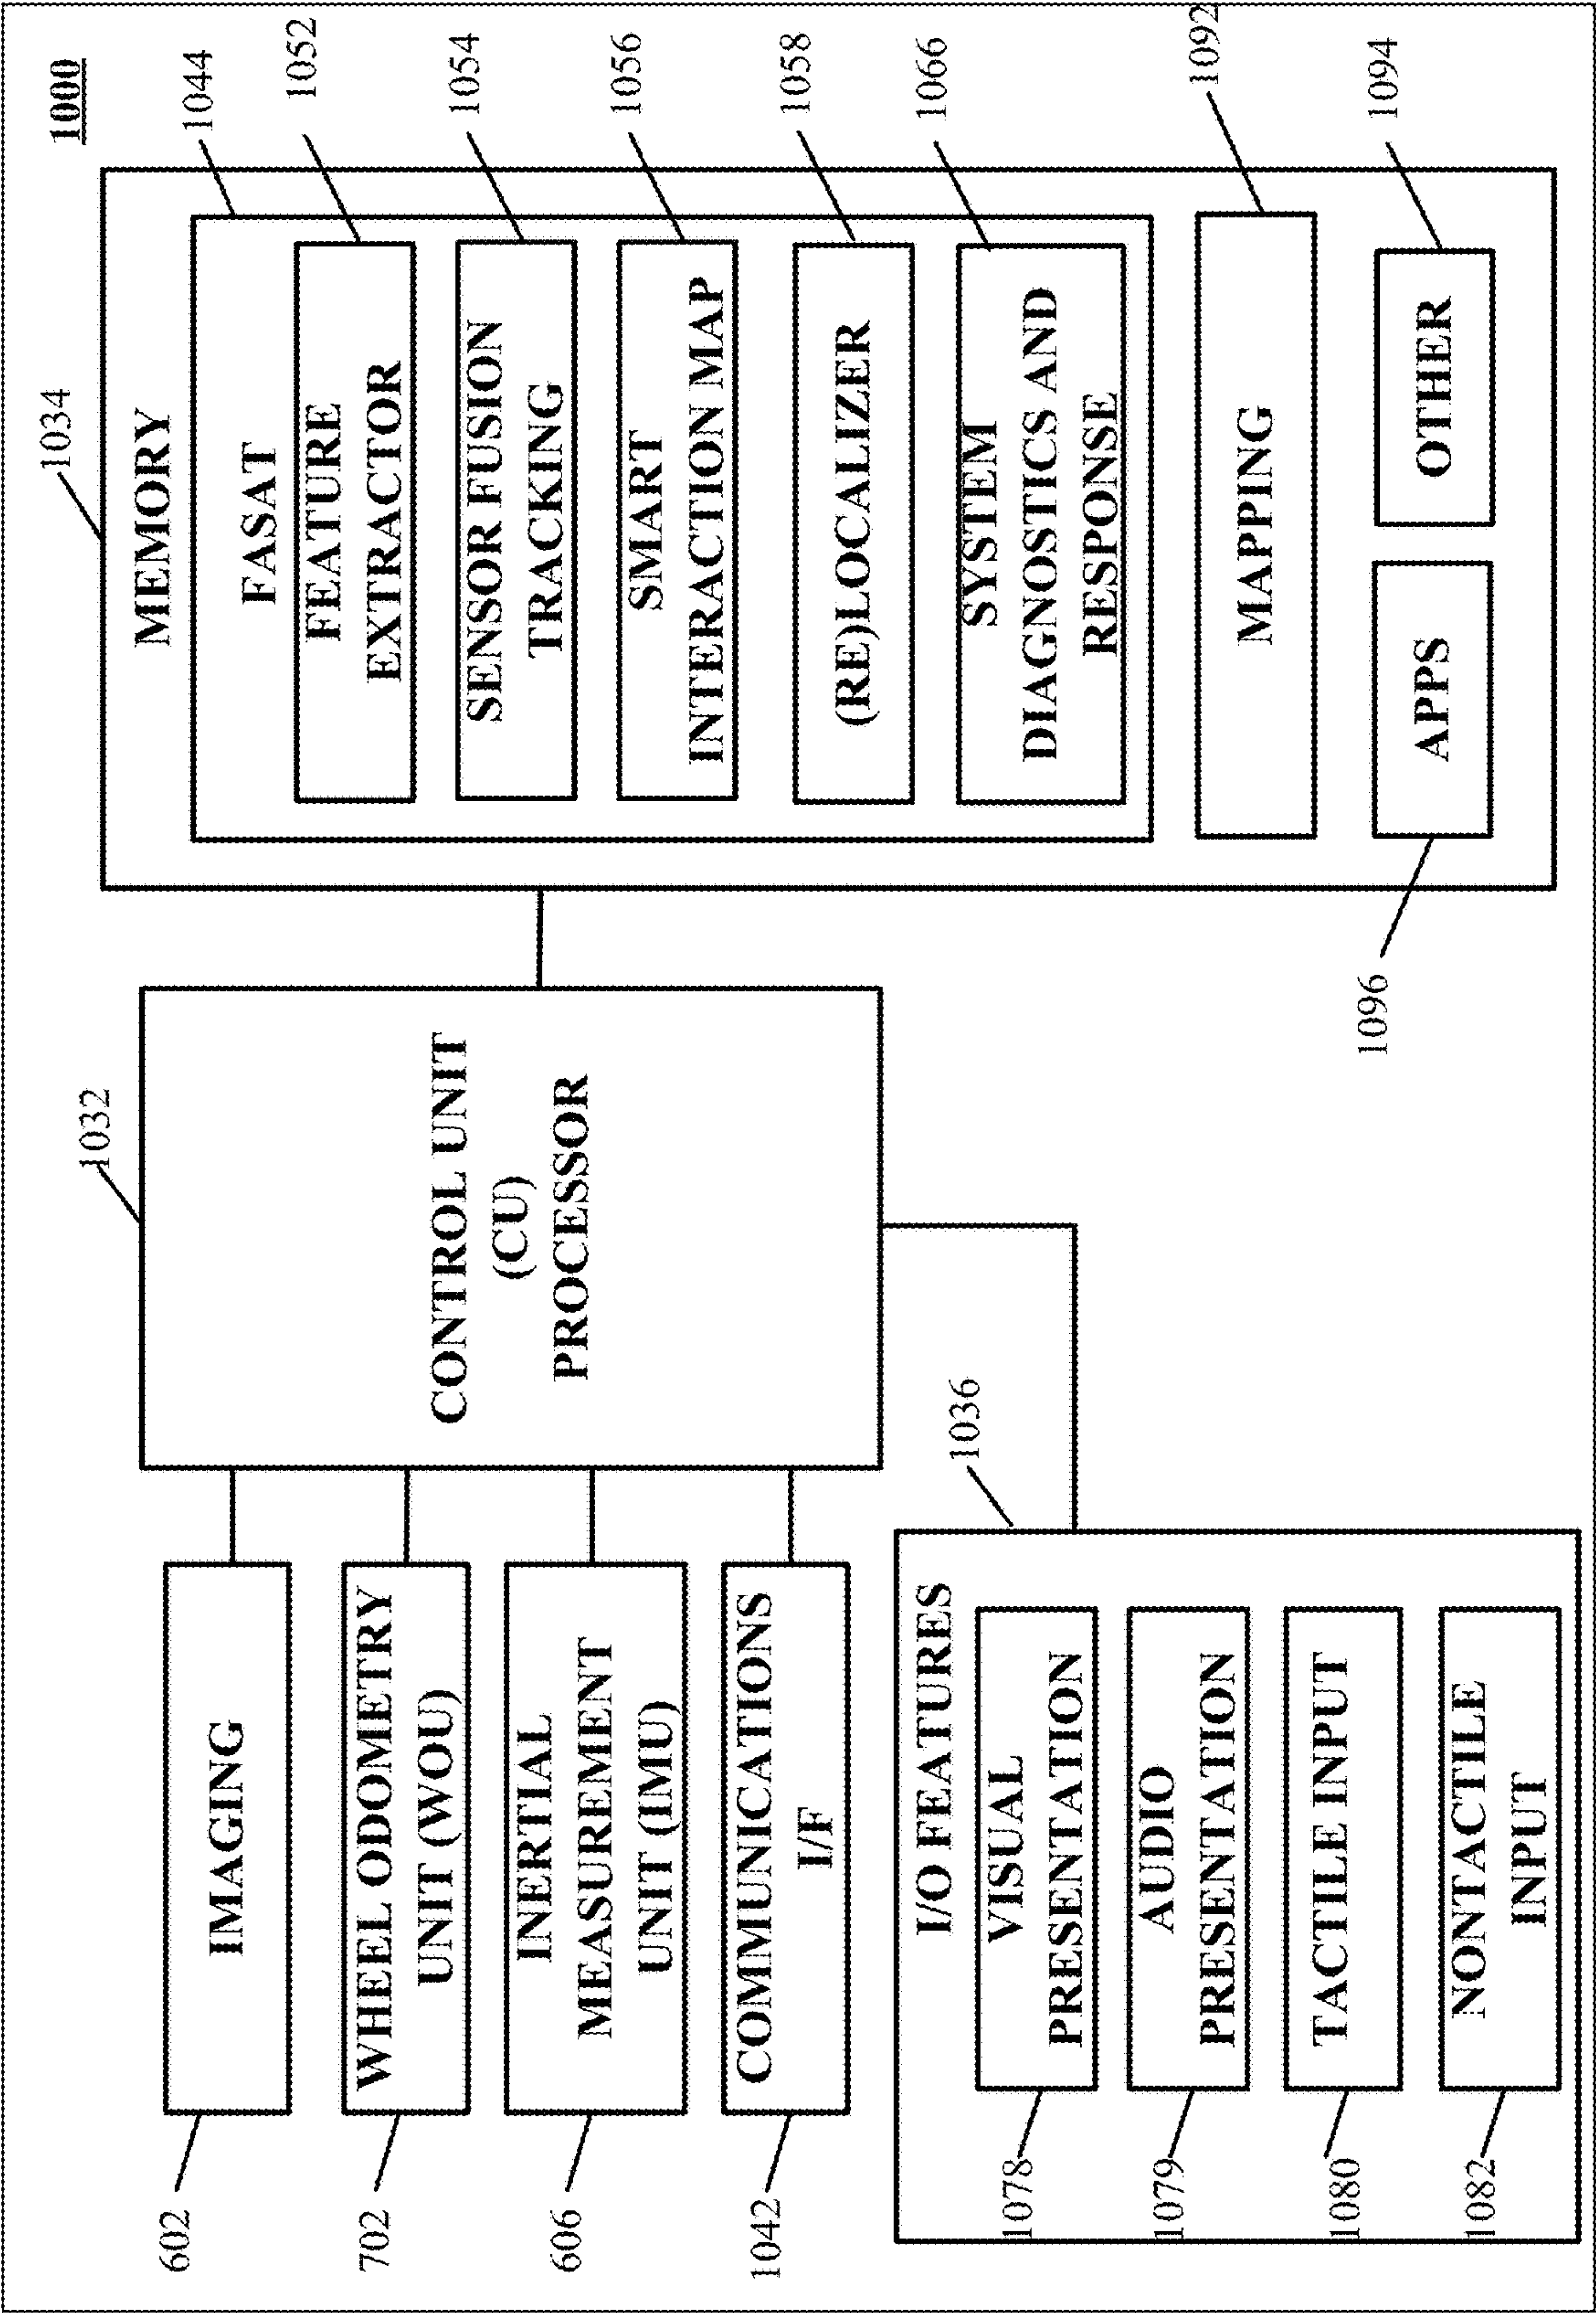 1000
602
IMAGING
702
WHEEL ODOMETRY
UNIT (WOU)
606
INERTIAL
MEASUREMENT
UNIT (IMU)
1042
COMMUNICATIONS
I/F
1036
I/O FEATURES
1078
VISUAL
PRESENTATION
1079
AUDIO
PRESENTATION
1080
TACTILE INPUT
1082
NONTACTILE
INPUT
1032
CONTROL UNIT
(CU)
PROCESSOR
1034
MEMORY
1044
FASAT
1052
FEATURE
EXTRACTOR
1054
SENSOR FUSION
TRACKING
1056
SMART
INTERACTION MAP
1058
(RE)LOCALIZER
1066
SYSTEM
DIAGNOSTICS AND
RESPONSE
1092
MAPPING
1096
APPS
1094
OTHER